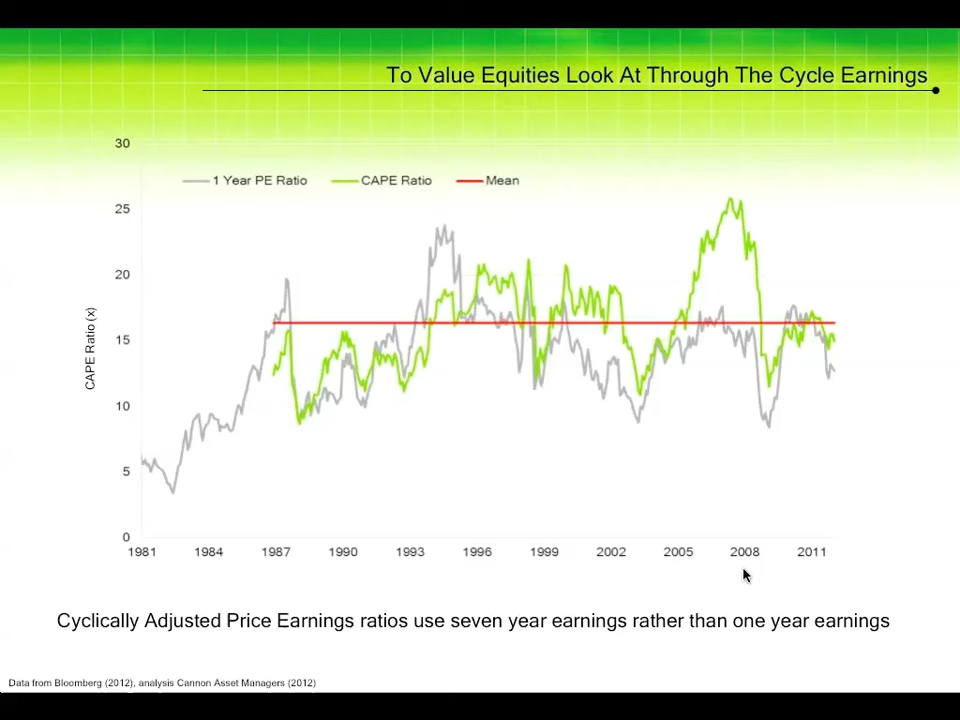 To Value Equities Look At Through The Cycle Earnings
30
1 Year PE Ratio CAPE Ratio Mean
25
20
15
10
5
0
CAPE Ratio (x)
1981 1984 1987 1990 1993 1996 1999 2002 2005 2008 2011
Cyclically Adjusted Price Earnings ratios use seven year earnings rather than one year earnings
Data from Bloomberg (2012), analysis Cannon Asset Managers (2012)